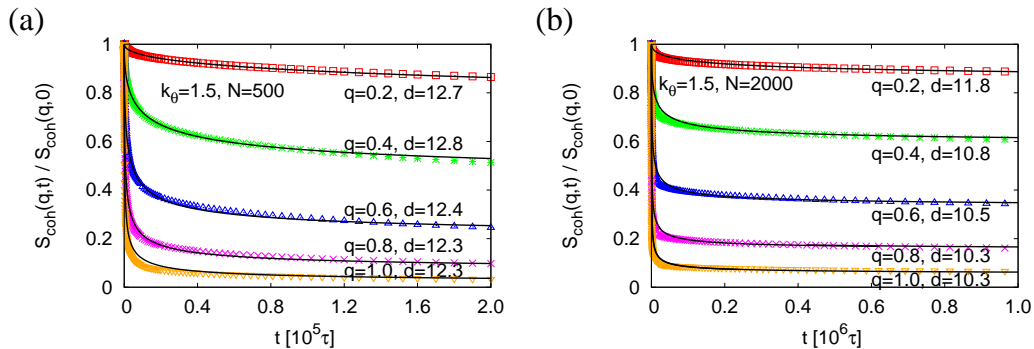 (a)
S_coh(q,t) / S_coh(q,0)
1
0.8
0.6
0.4
0.2
0
k_θ=1.5, N=500
q=0.2, d=12.7
q=0.4, d=12.8
q=0.6, d=12.4
q=0.8, d=12.3
q=1.0, d=12.3
0 0.4 0.8 1.2 1.6 2.0
t [10^5τ]
(b)
S_coh(q,t) / S_coh(q,0)
1
0.8
0.6
0.4
0.2
0
k_θ=1.5, N=2000
q=0.2, d=11.8
q=0.4, d=10.8
q=0.6, d=10.5
q=0.8, d=10.3
q=1.0, d=10.3
0 0.2 0.4 0.6 0.8 1.0
t [10^6τ]